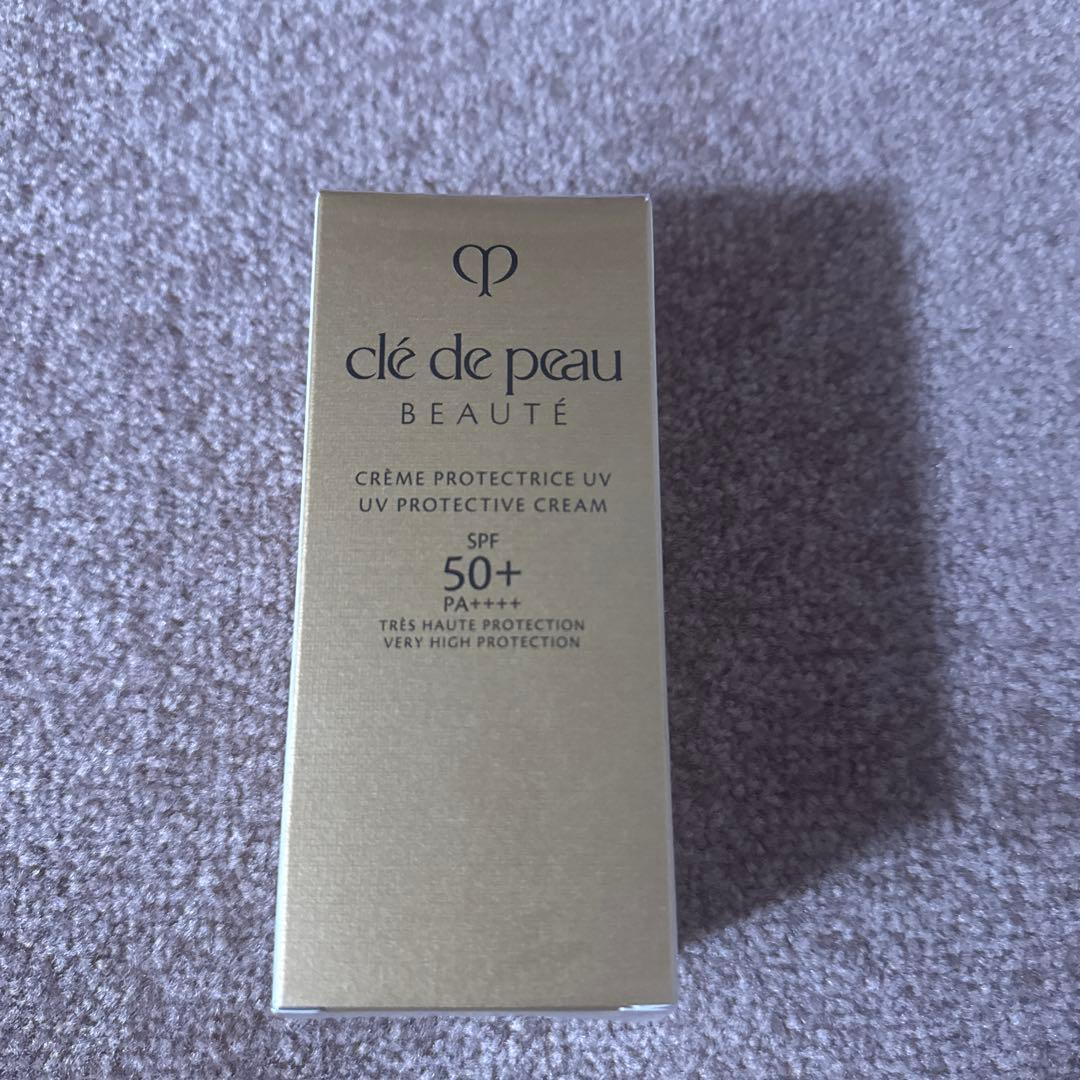 clé de peau
BEAUTÉ
CRÈME PROTECTRICE UV
UV PROTECTIVE CREAM
SPF
50+
PA++++
TRÈS HAUTE PROTECTION
VERY HIGH PROTECTION